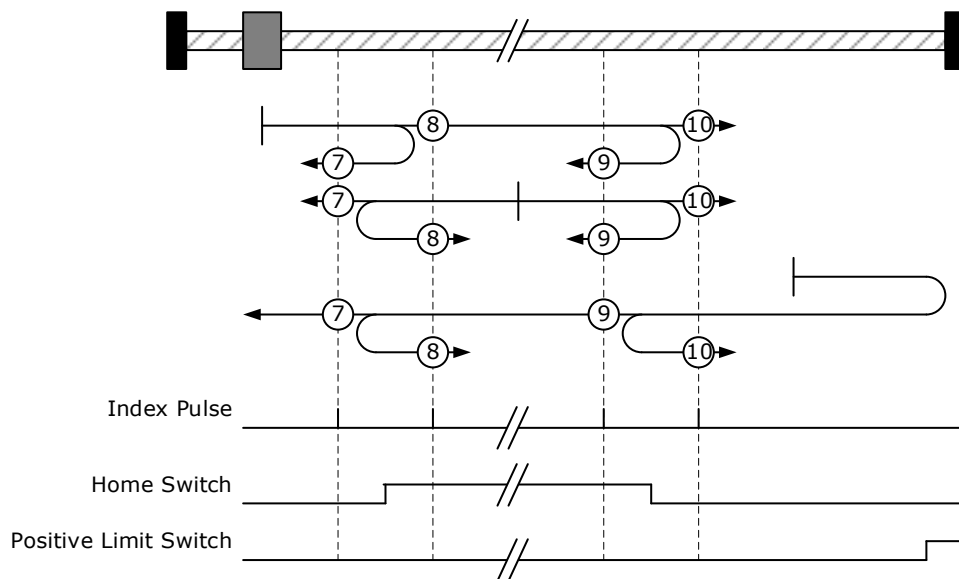 8 10
7 9
7 10
8 9
7 9
8 10
Index Pulse
Home Switch
Positive Limit Switch